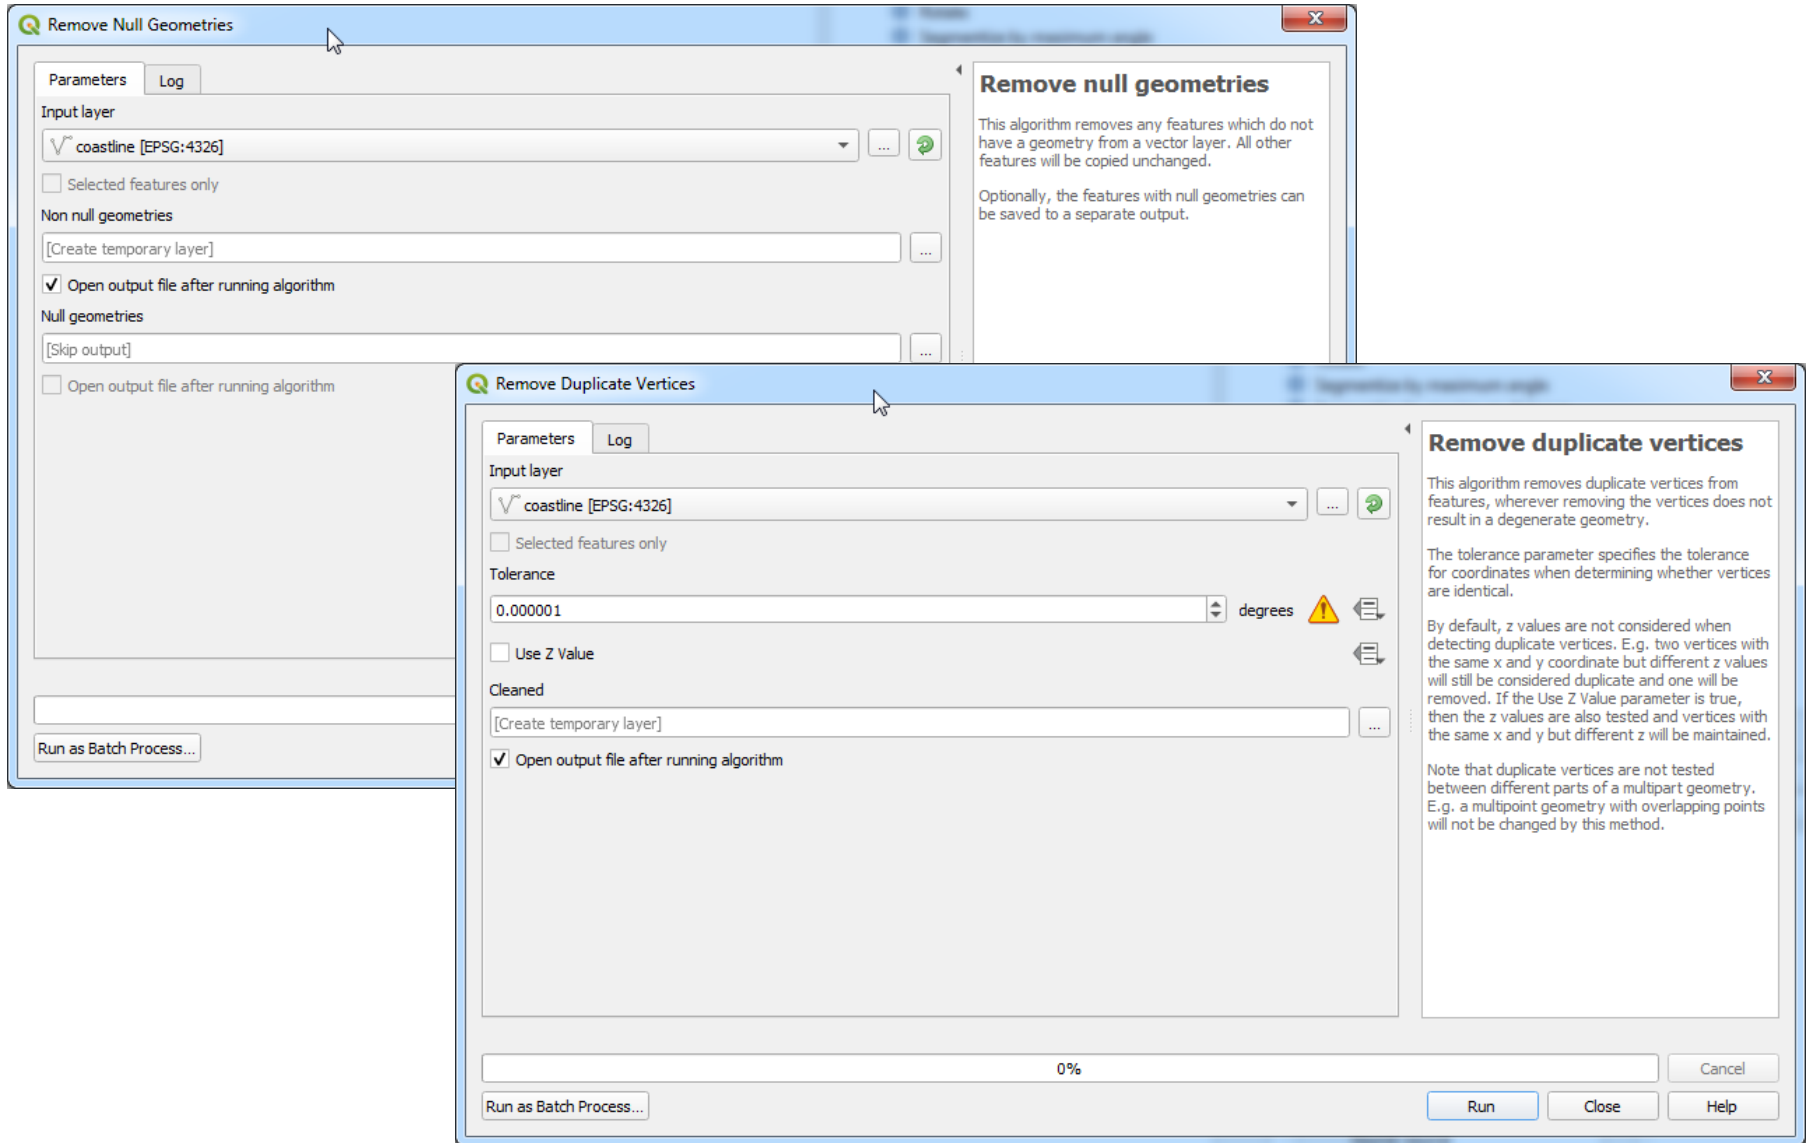 Remove Null Geometries
Rotate
Segmentize by maximum angle
Parameters
Log
Input layer
coastline [EPSG:4326]
...
Selected features only
Non null geometries
[Create temporary layer]
...
Open output file after running algorithm
Null geometries
[Skip output]
...
Open output file after running algorithm
Run as Batch Process...
Remove null geometries
This algorithm removes any features which do not
have a geometry from a vector layer. All other
features will be copied unchanged.
Optionally, the features with null geometries can
be saved to a separate output.
Remove Duplicate Vertices
Segmentize by maximum angle
Parameters
Log
Input layer
coastline [EPSG:4326]
...
Selected features only
Tolerance
0.000001
degrees
Use Z Value
Cleaned
[Create temporary layer]
...
Open output file after running algorithm
Remove duplicate vertices
This algorithm removes duplicate vertices from
features, wherever removing the vertices does not
result in a degenerate geometry.
The tolerance parameter specifies the tolerance
for coordinates when determining whether vertices
are identical.
By default, z values are not considered when
detecting duplicate vertices. E.g. two vertices with
the same x and y coordinate but different z values
will still be considered duplicate and one will be
removed. If the Use Z Value parameter is true,
then the z values are also tested and vertices with
the same x and y but different z will be maintained.
Note that duplicate vertices are not tested
between different parts of a multipart geometry.
E.g. a multipoint geometry with overlapping points
will not be changed by this method.
0%
Cancel
Run as Batch Process...
Run
Close
Help